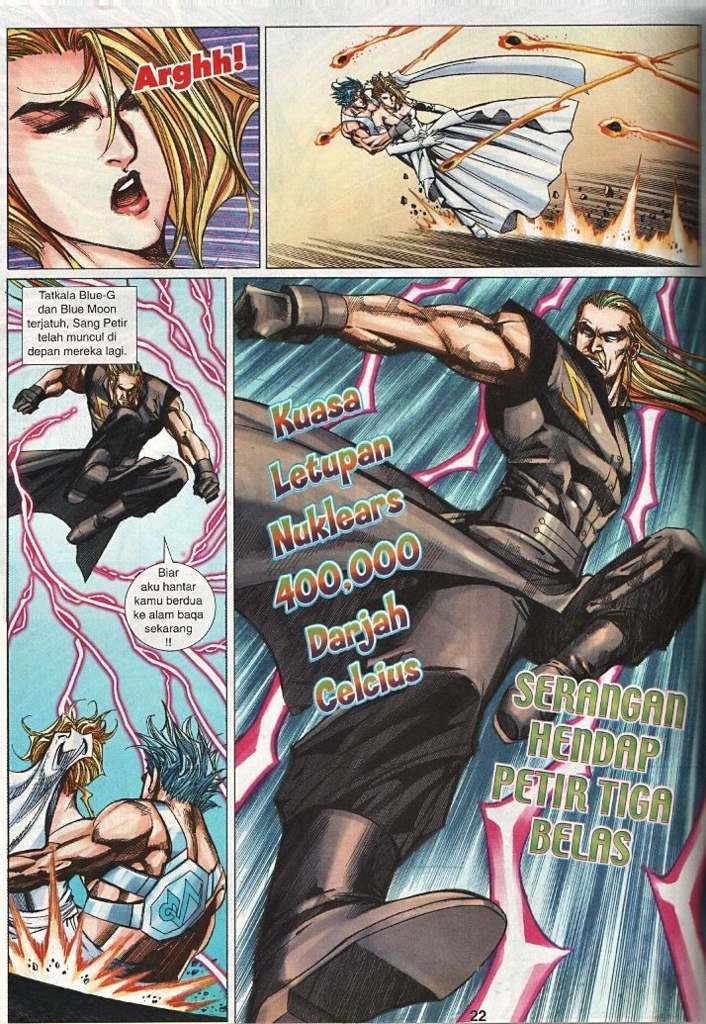 Arghh!
Tatkala Blue-G
dan Blue Moon
terjatuh, Sang Petir
telah muncul di
depan mereka lagi.
Biar
aku hantar
kamu berdua
ke alam baqa
sekarang
!!
Kuasa
Letupan
Nuklears
400,000
Darjah
Celcius
SERANGAN
HENDAP
PETIR TIGA
BELAS
22